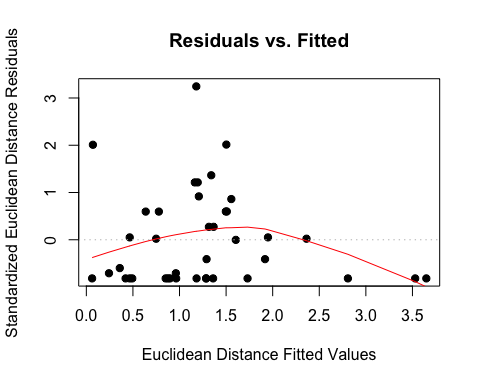 Residuals vs. Fitted
Standardized Euclidean Distance Residuals
3
2
1
0
0.0 0.5 1.0 1.5 2.0 2.5 3.0 3.5
Euclidean Distance Fitted Values